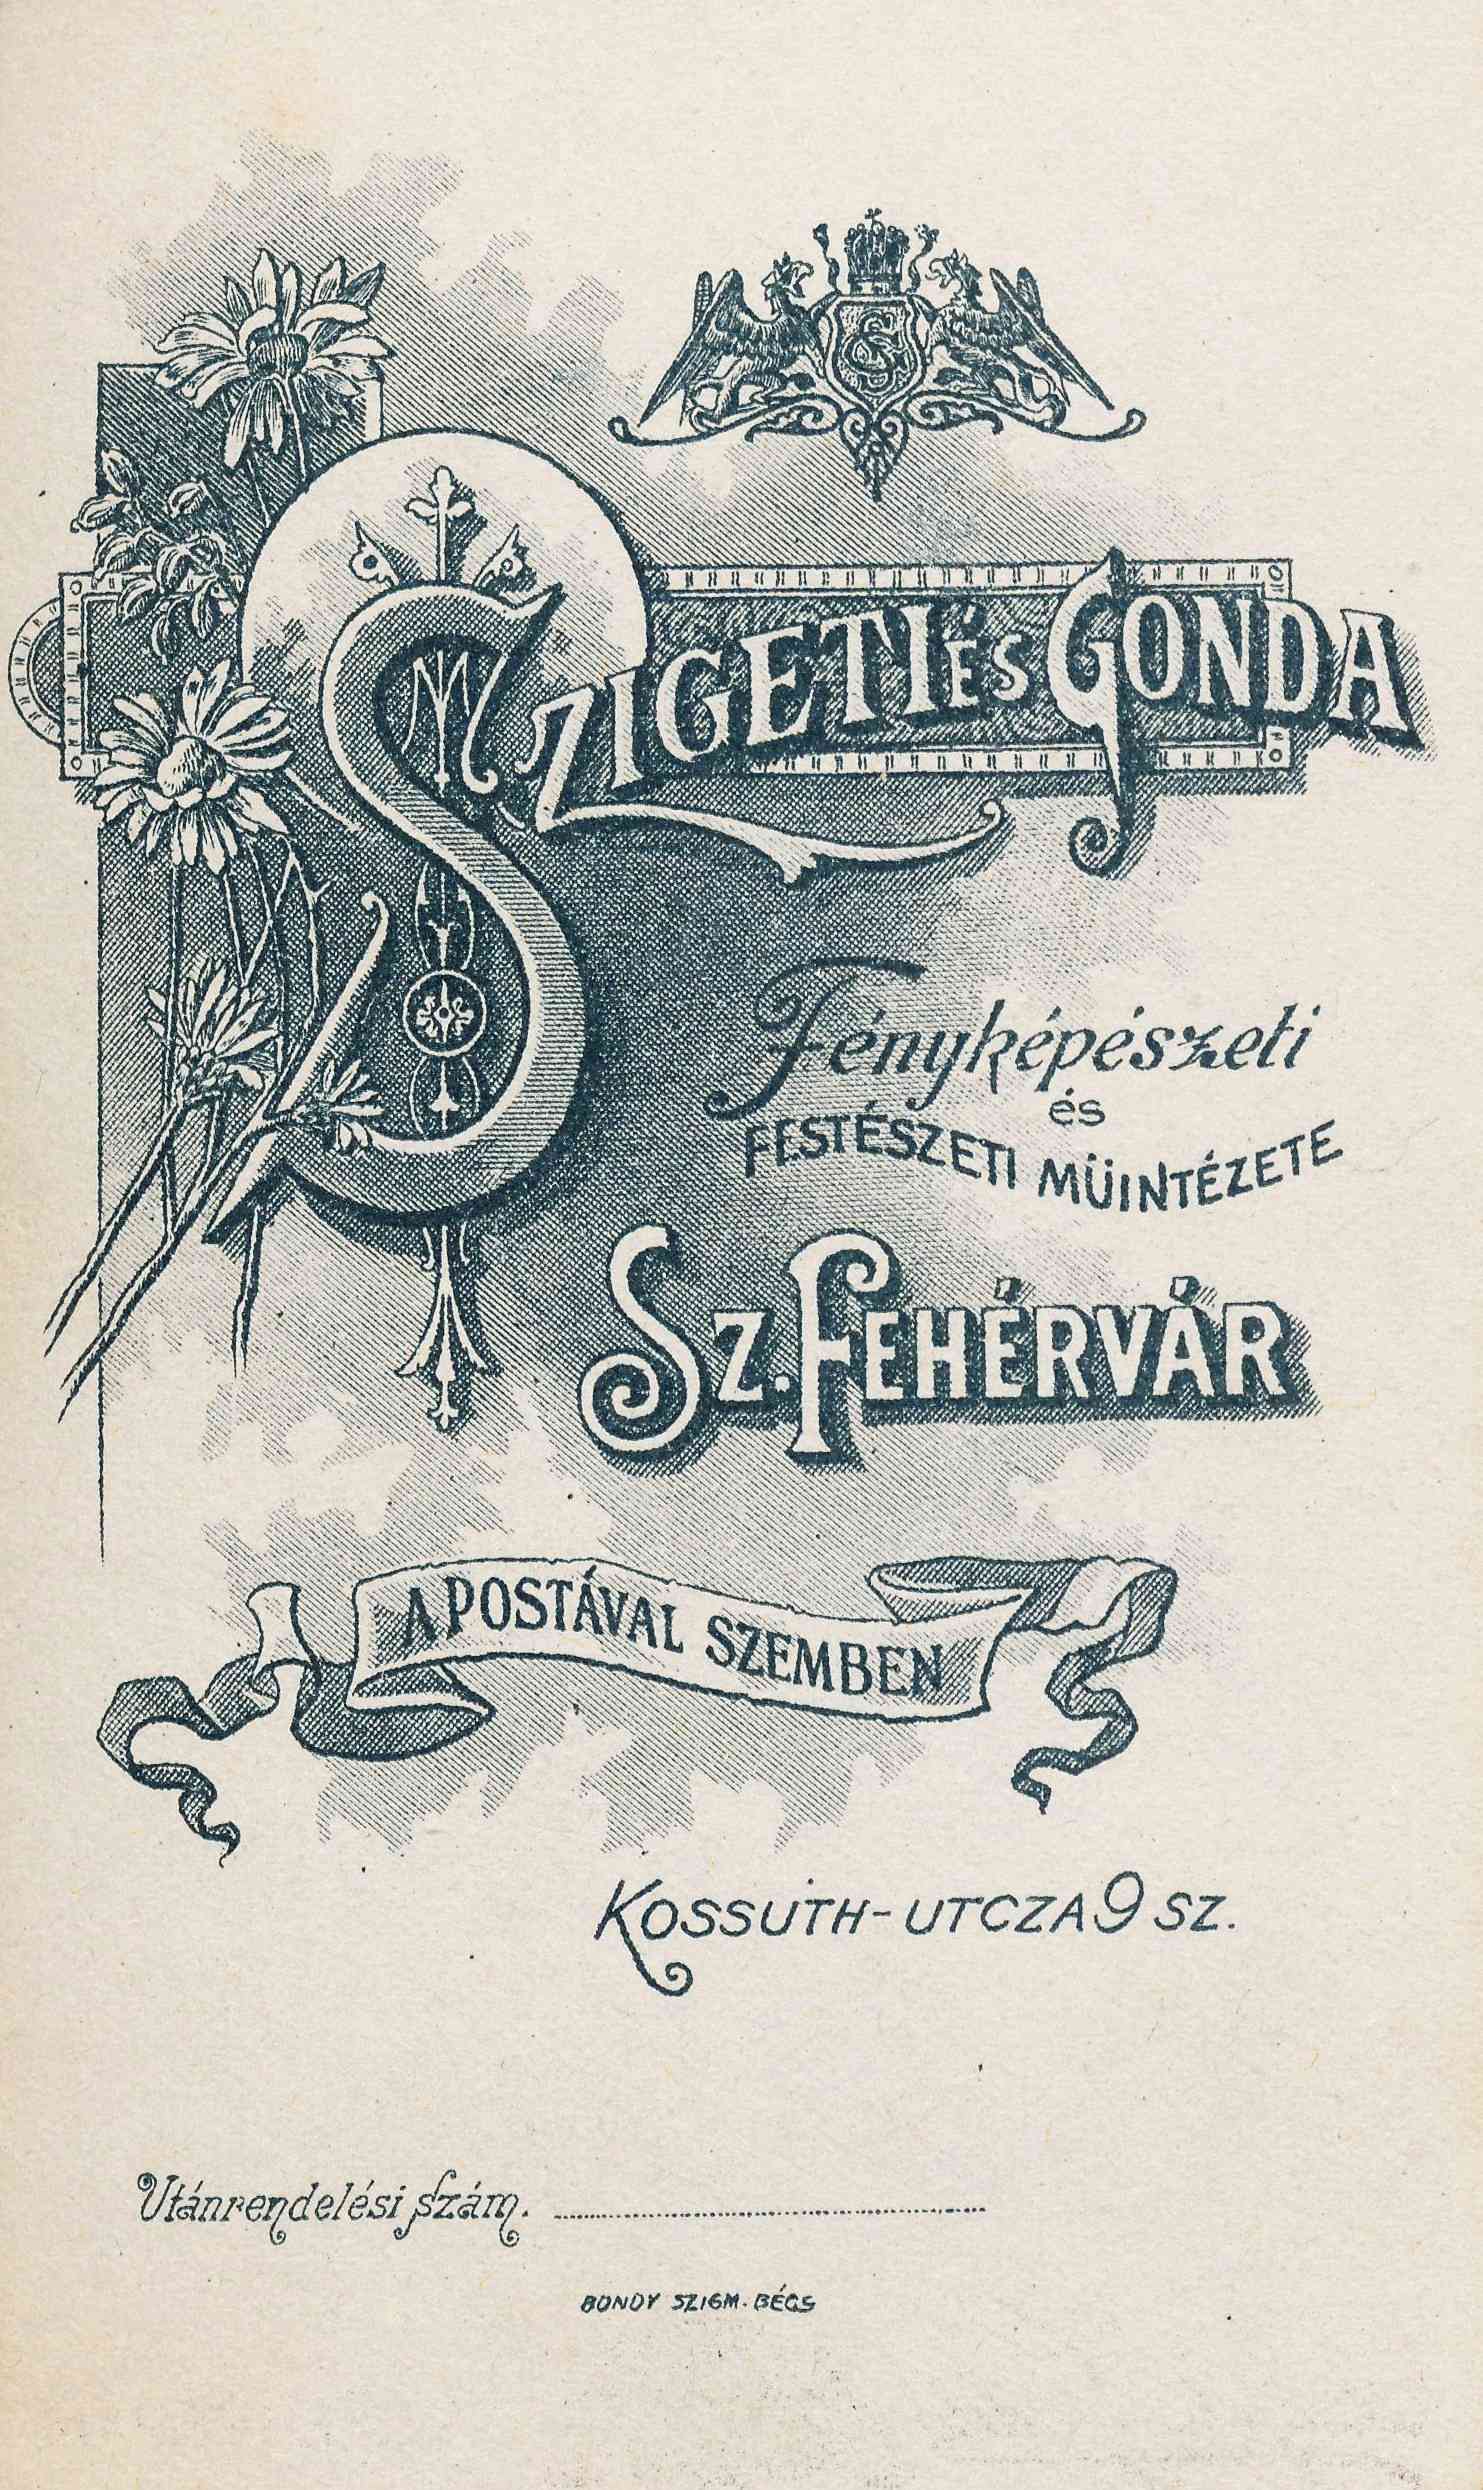 SZIGETI ÉS GONDA
Fényképészeti
és
FESTÉSZETI MÜINTÉZETE
SZ. FEHÉRVÁR
A POSTÁVAL SZEMBEN
KOSSUTH-UTCZA 9 SZ.
Utánrendelési szám.
BONDY SZIGM. BÉCS